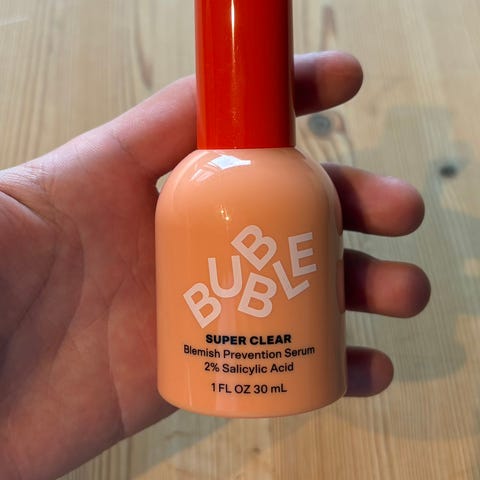 BUBBLE
SUPER CLEAR
Blemish Prevention Serum
2% Salicylic Acid
1 FL OZ 30 mL